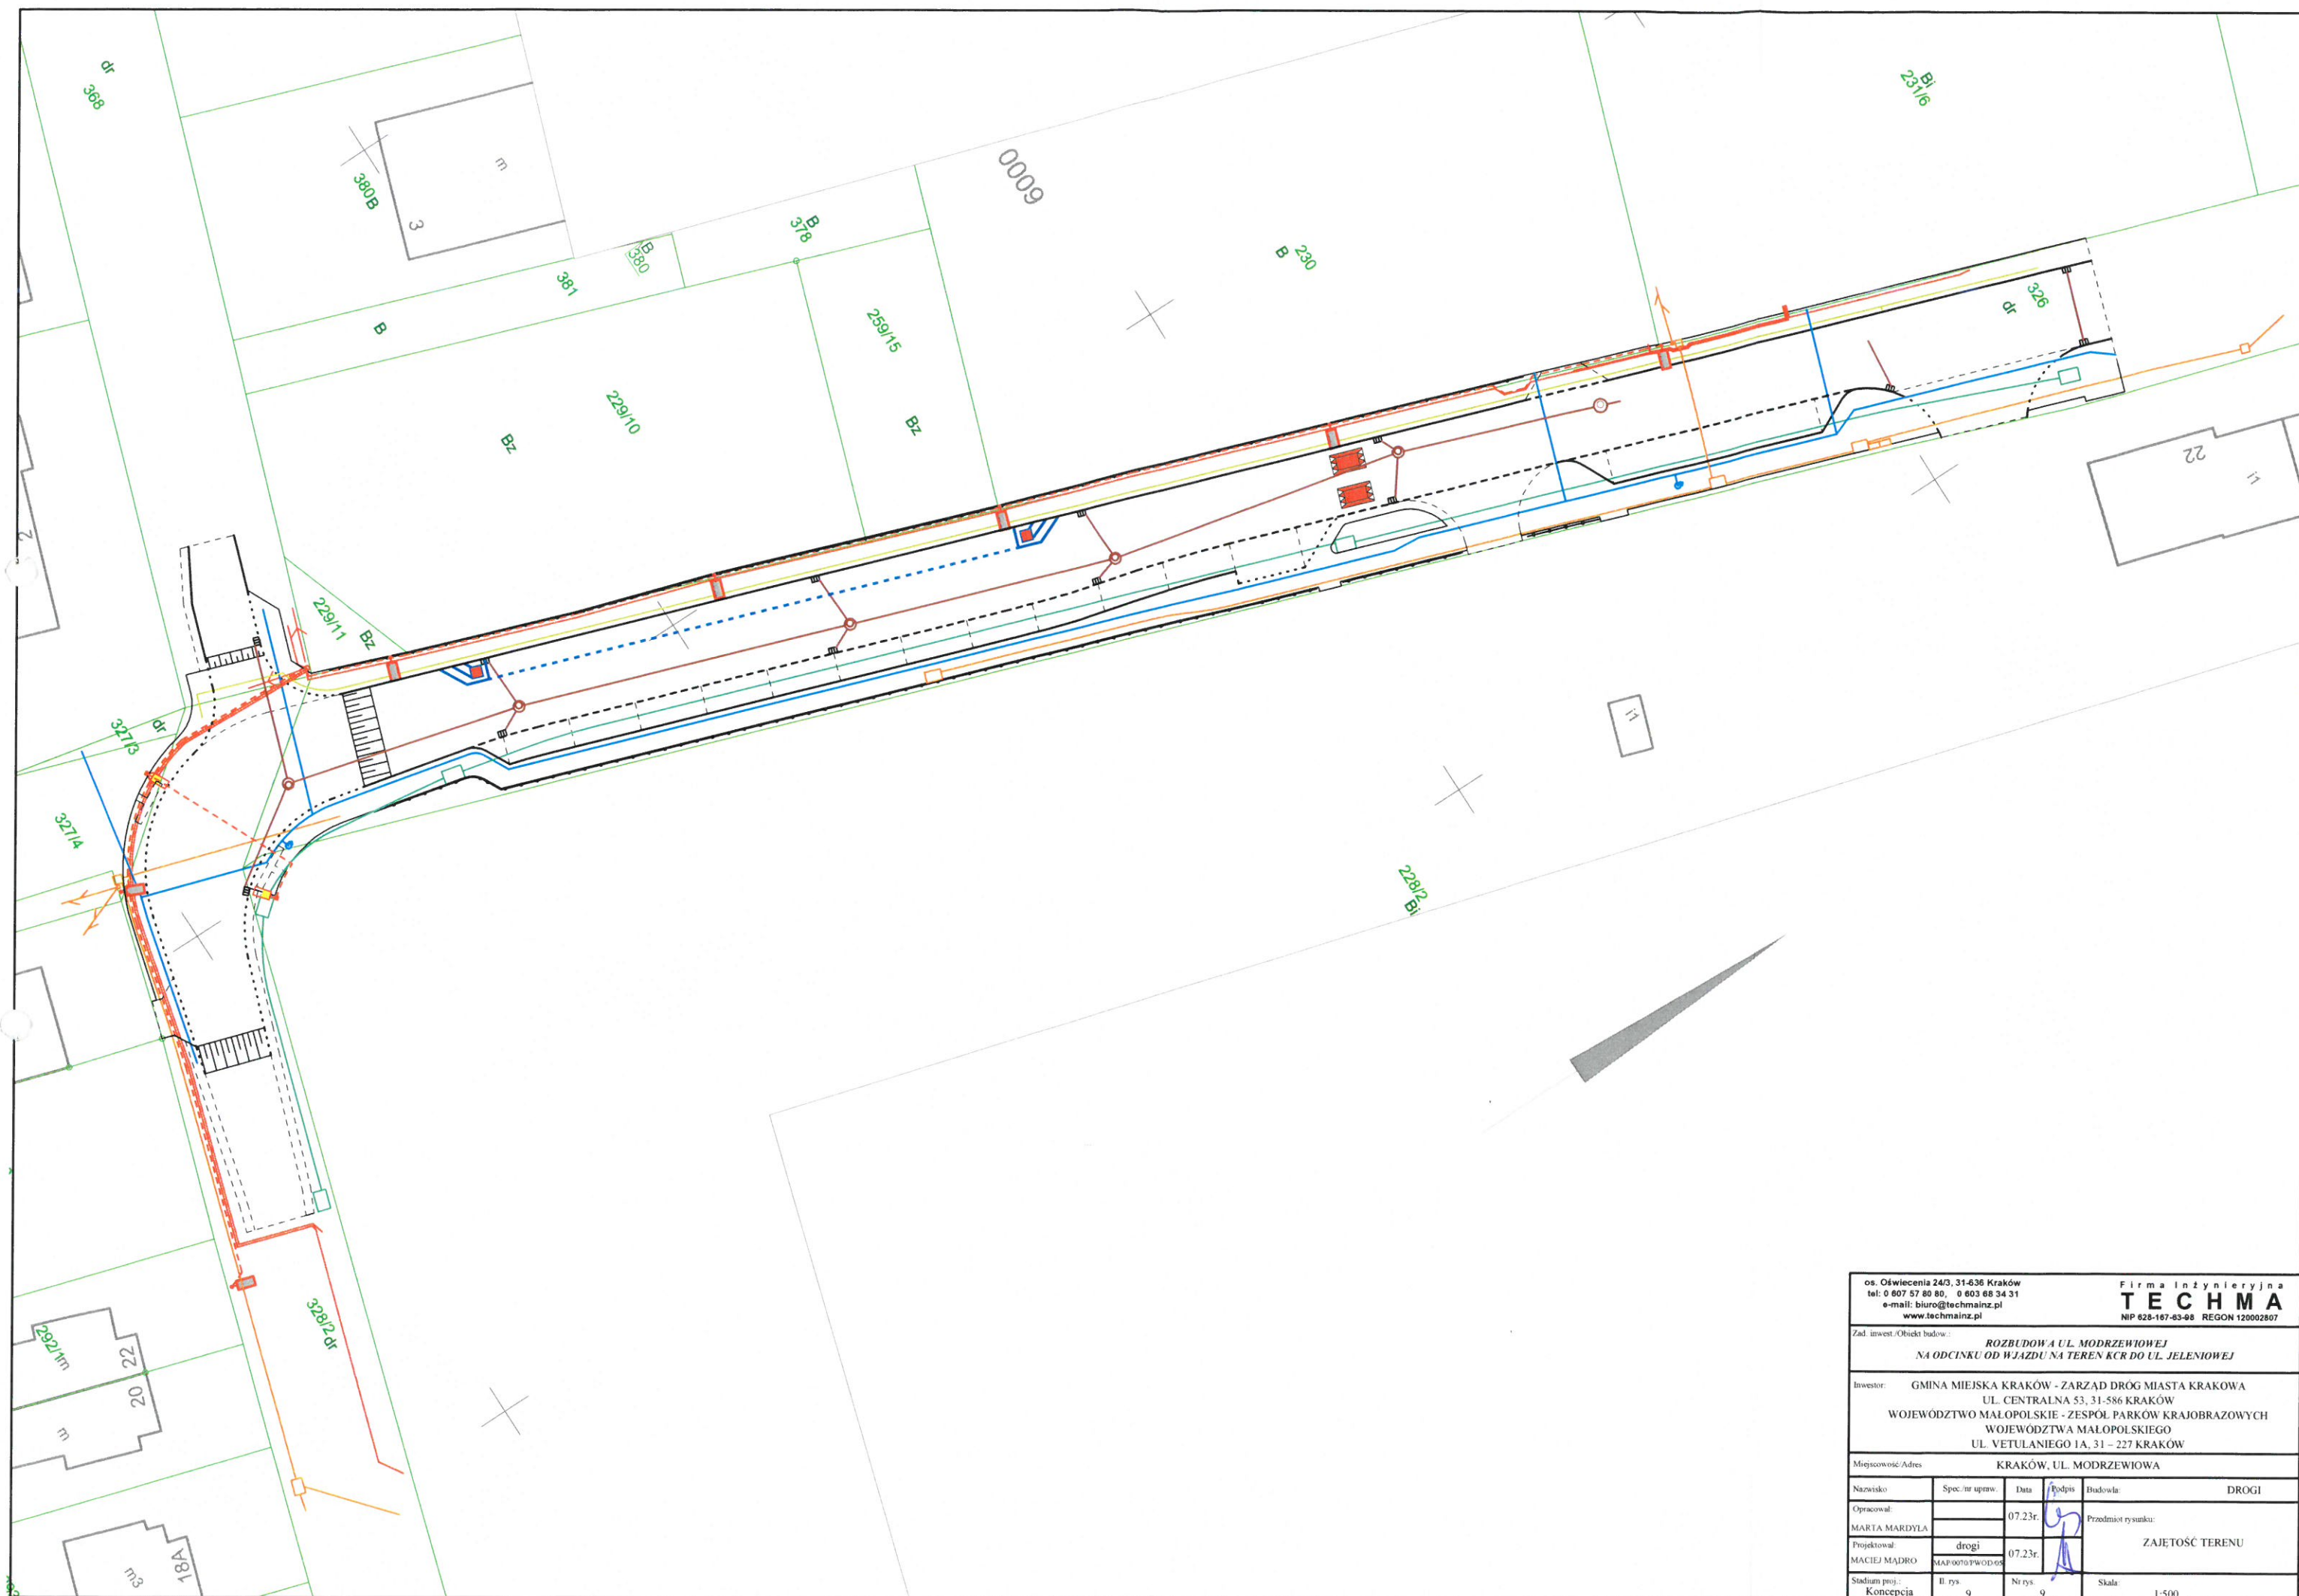 dr
368
380B
m
3
B
380
B
378
381
B
0009
B 230
Bi
231/6
259/15
229/10
Bz
Bz
326
dr
2
229/11
Bz
22
i1
i1
327/3
dr
327/4
228/2
Bi
328/2dr
292/1m
22
20
m
m3
18A
os. Oświecenia 24/3, 31-636 Kraków
tel: 0 607 57 80 80, 0 603 68 34 31
e-mail: biuro@techmainz.pl
www.techmainz.pl
Firma Inżynieryjna
TECHMA
NIP 628-167-63-98 REGON 120002807
Zad. inwest./Obiekt budow.:
ROZBUDOWA UL. MODRZEWIOWEJ
NA ODCINKU OD WJAZDU NA TEREN KCR DO UL. JELENIOWEJ
Inwestor: GMINA MIEJSKA KRAKÓW - ZARZĄD DRÓG MIASTA KRAKOWA
UL. CENTRALNA 53, 31-586 KRAKÓW
WOJEWÓDZTWO MAŁOPOLSKIE - ZESPÓŁ PARKÓW KRAJOBRAZOWYCH
WOJEWÓDZTWA MAŁOPOLSKIEGO
UL. VETULANIEGO 1A, 31 – 227 KRAKÓW
Miejscowość/Adres KRAKÓW, UL. MODRZEWIOWA
Nazwisko Spec./nr upraw. Data Podpis Budowla: DROGI
Opracował:
MARTA MARDYŁA
07.23r.
Przedmiot rysunku:
ZAJĘTOŚĆ TERENU
Projektował:
MACIEJ MĄDRO
drogi
MAP/0070/PWOD/05
07.23r.
Stadium proj.:
Koncepcja
Il. rys.
9
Nr rys.
9
Skala:
1:500